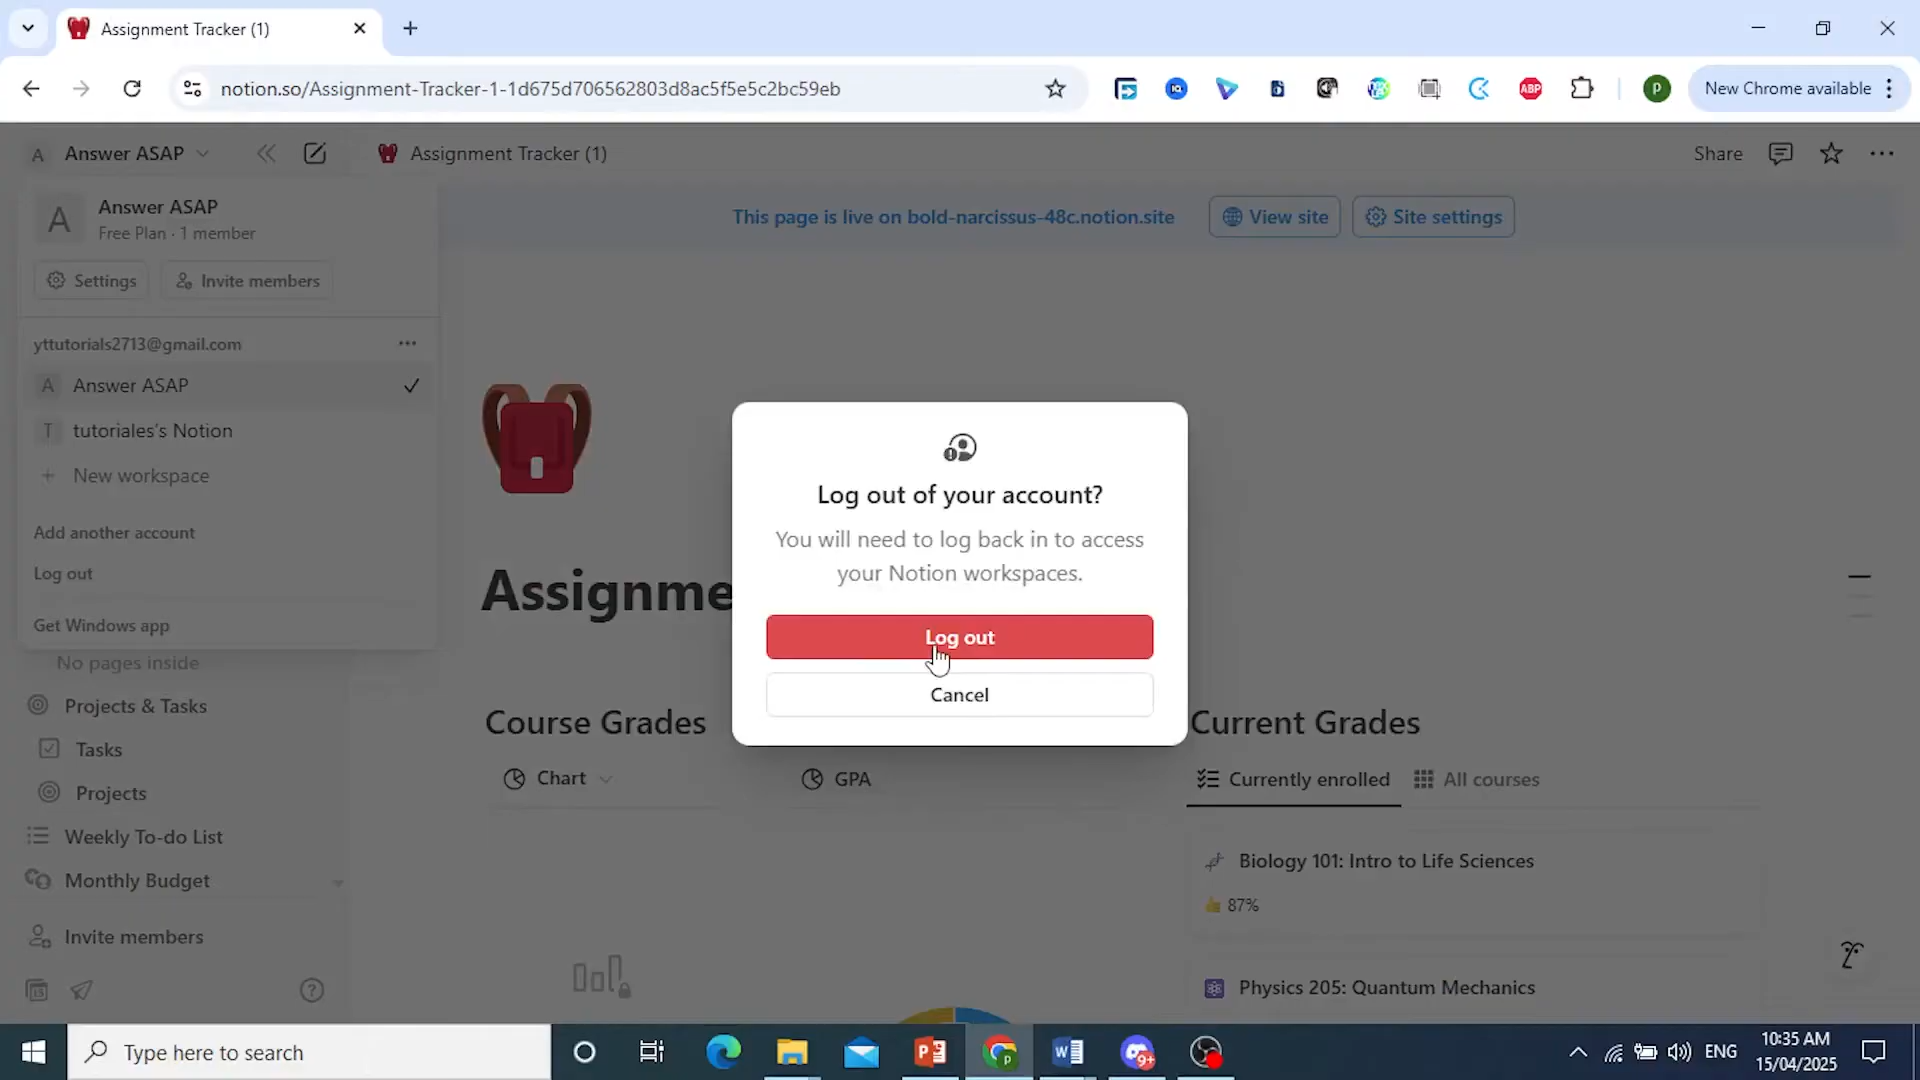 Assignment Tracker (1)
notion.so/Assignment-Tracker-1-1d675d706562803d8ac5f5e5c2bc59eb
IQ
ABP
P
New Chrome available
A Answer ASAP
Assignment Tracker (1)
Share
A
Answer ASAP
Free Plan · 1 member
This page is live on bold-narcissus-48c.notion.site
View site
Site settings
Settings
Invite members
yttutorials2713@gmail.com
A Answer ASAP
T tutoriales's Notion
+ New workspace
Add another account
Log out
Get Windows app
Log out of your account?
You will need to log back in to access
your Notion workspaces.
Log out
Cancel
Assignme
No pages inside
Projects & Tasks
Tasks
Projects
Weekly To-do List
Monthly Budget
Invite members
Course Grades
Chart
GPA
Current Grades
Currently enrolled
All courses
Biology 101: Intro to Life Sciences
87%
Physics 205: Quantum Mechanics
Type here to search
9+
ENG
10:35 AM
15/04/2025